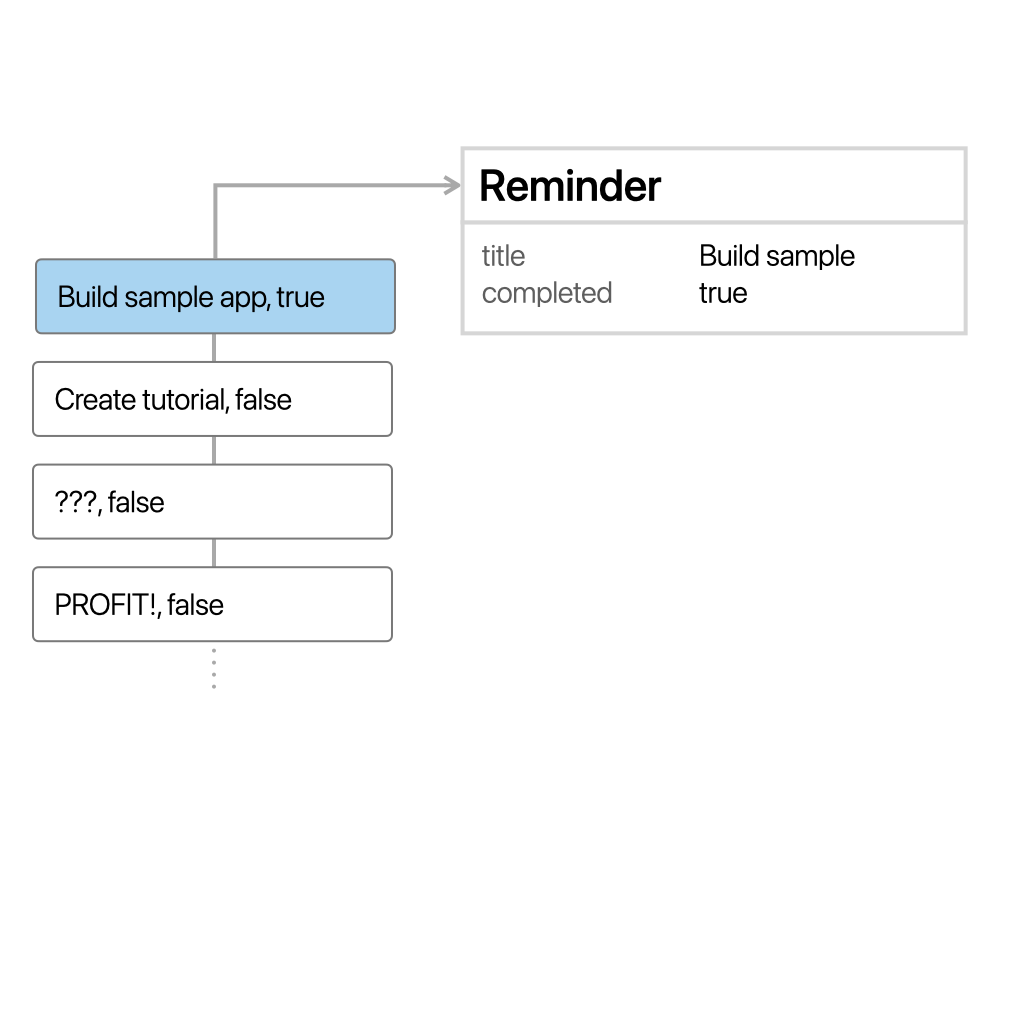 Reminder
title Build sample
completed true
Build sample app, true
Create tutorial, false
???, false
PROFIT!, false